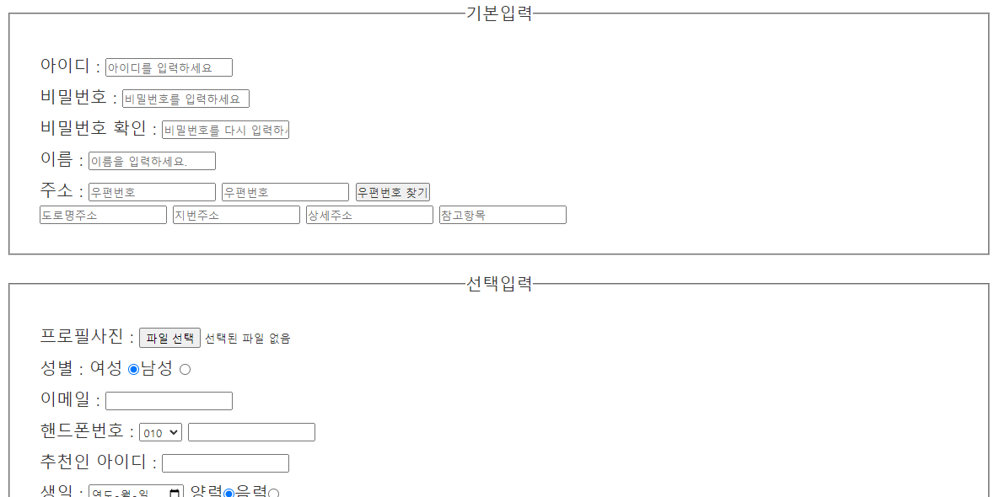 기본입력
아이디 : 아이디를 입력하세요
비밀번호 : 비밀번호를 입력하세요
비밀번호 확인 : 비밀번호를 다시 입력하
이름 : 이름을 입력하세요.
주소 : 우편번호 우편번호 우편번호 찾기
도로명주소 지번주소 상세주소 참고항목
선택입력
프로필사진 : 파일 선택 선택된 파일 없음
성별 : 여성 남성
이메일 :
핸드폰번호 : 010
추천인 아이디 :
생일 : 연도-월-일 양력 음력